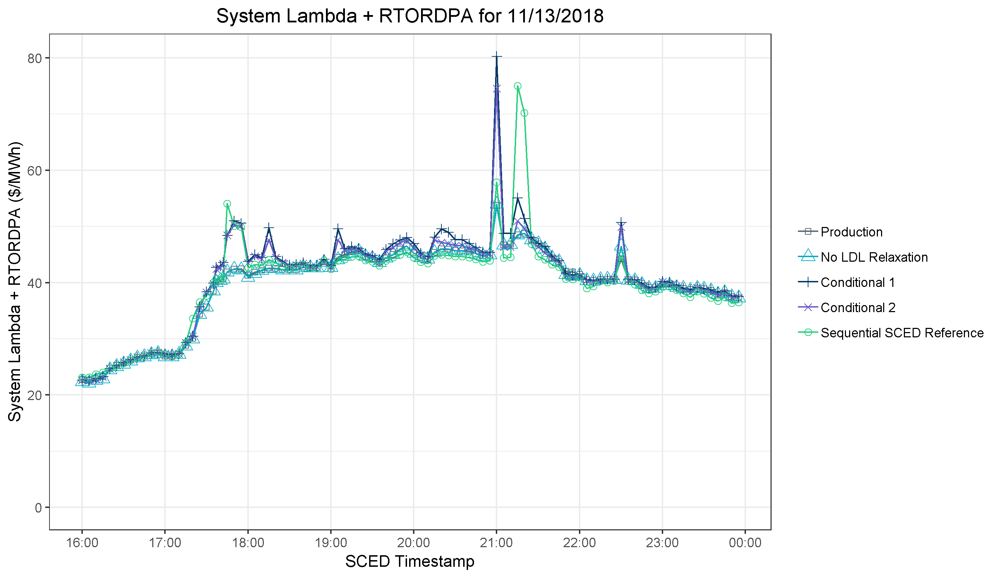 System Lambda + RTORDPA for 11/13/2018
System Lambda + RTORDPA ($/MWh)
80
60
40
20
0
16:00 17:00 18:00 19:00 20:00 21:00 22:00 23:00 00:00
SCED Timestamp
Production
No LDL Relaxation
Conditional 1
Conditional 2
Sequential SCED Reference